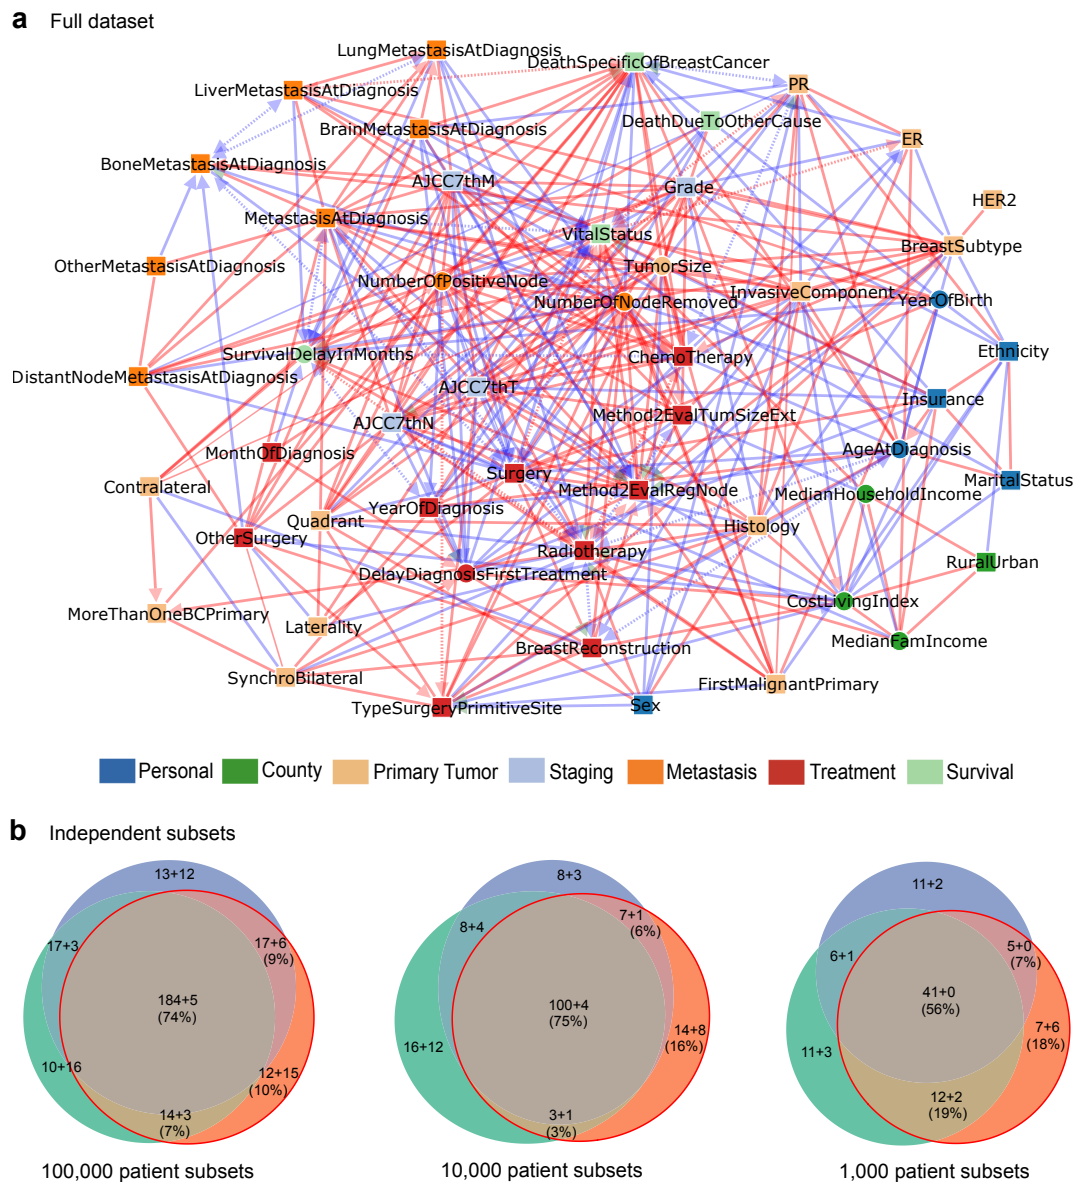 a Full dataset
LungMetastasisAtDiagnosis
DeathSpecificOfBreastCancer
LiverMetastasisAtDiagnosis
PR
BrainMetastasisAtDiagnosis
DeathDueToOtherCause
ER
BoneMetastasisAtDiagnosis
AJCC7thM
Grade
HER2
MetastasisAtDiagnosis
VitalStatus
BreastSubtype
OtherMetastasisAtDiagnosis
TumorSize
NumberOfPositiveNode
InvasiveComponent
NumberOfNodeRemoved
YearOfBirth
SurvivalDelayInMonths
ChemoTherapy
Ethnicity
DistantNodeMetastasisAtDiagnosis
AJCC7thT
Insurance
AJCC7thN
Method2EvalTumSizeExt
MonthOfDiagnosis
AgeAtDiagnosis
Contralateral
Surgery
Method2EvalRegNode
MedianHouseholdIncome
MaritalStatus
YearOfDiagnosis
Quadrant
Histology
OtherSurgery
Radiotherapy
RuralUrban
DelayDiagnosisFirstTreatment
CostLivingIndex
MoreThanOneBCPrimary
Laterality
BreastReconstruction
MedianFamIncome
SynchroBilateral
FirstMalignantPrimary
TypeSurgeryPrimitiveSite
Sex
Personal County Primary Tumor Staging Metastasis Treatment Survival
b Independent subsets
13+12
17+3
17+6
(9%)
184+5
(74%)
10+16
12+15
(10%)
14+3
(7%)
100,000 patient subsets
8+3
8+4
7+1
(6%)
100+4
(75%)
16+12
14+8
(16%)
3+1
(3%)
10,000 patient subsets
11+2
6+1
5+0
(7%)
41+0
(56%)
11+3
7+6
(18%)
12+2
(19%)
1,000 patient subsets